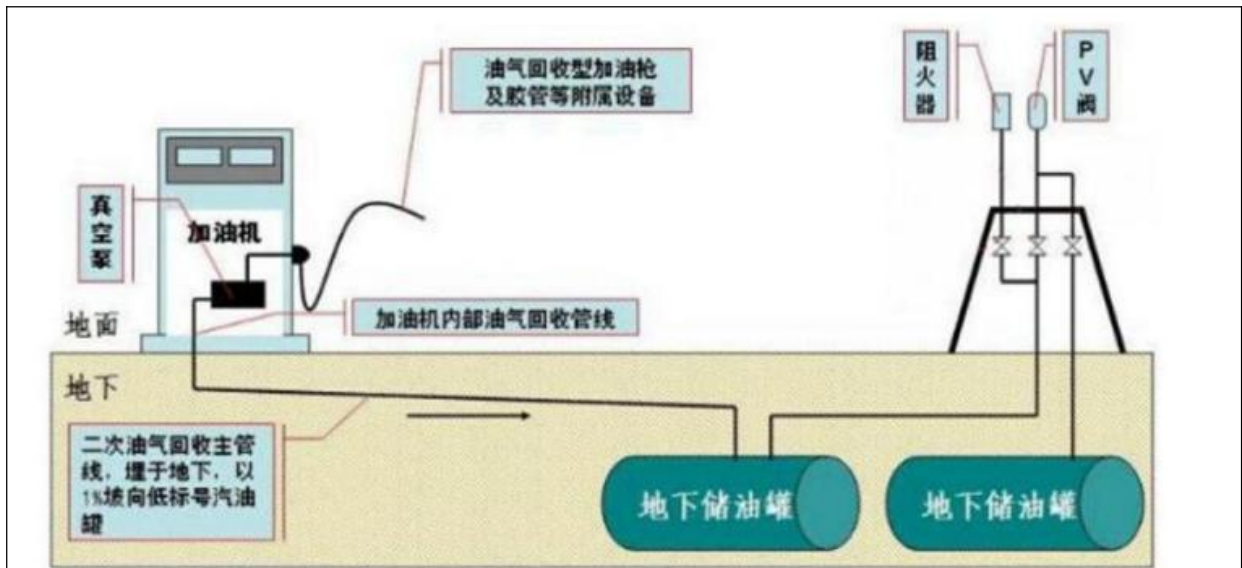 油气回收型加油枪
及胶管等附属设备
阻火器
PV阀
真空泵
加油机
加油机内部油气回收管线
地面
地下
二次油气回收主管
线，埋于地下，以
1%坡向低标号汽油
罐
地下储油罐
地下储油罐